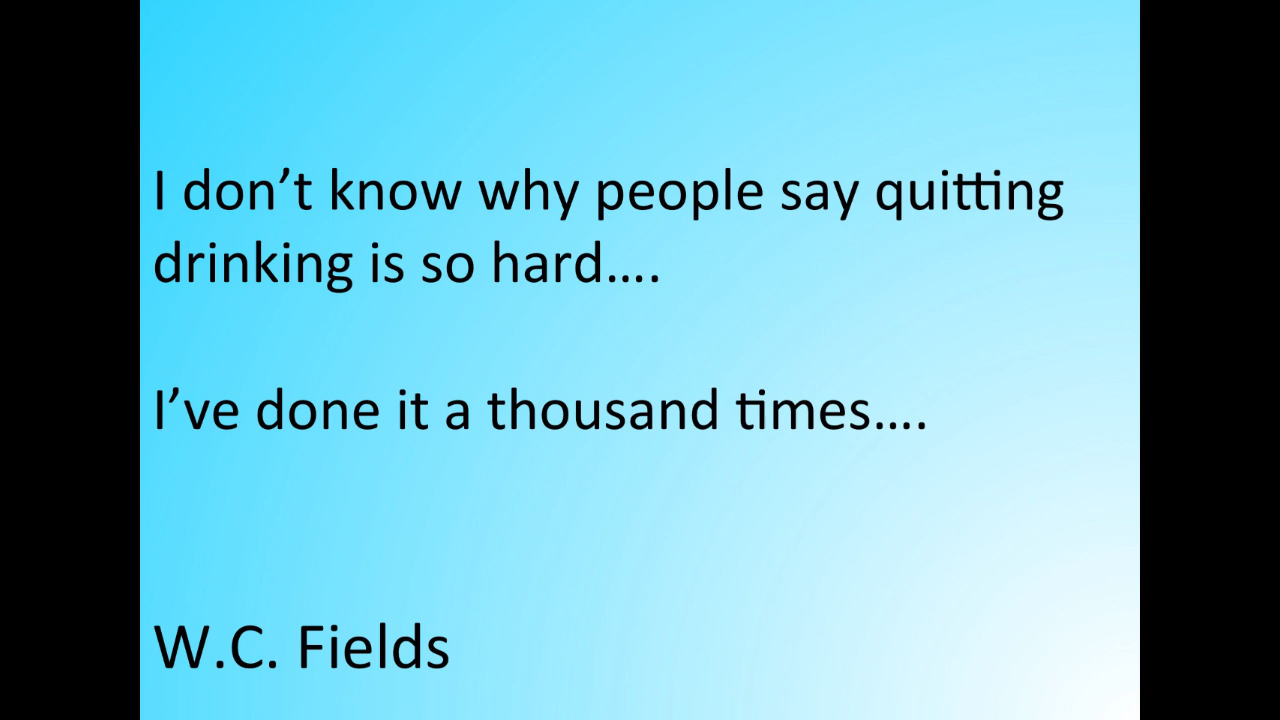 I don’t know why people say quitting
drinking is so hard….
I’ve done it a thousand times….
W.C. Fields